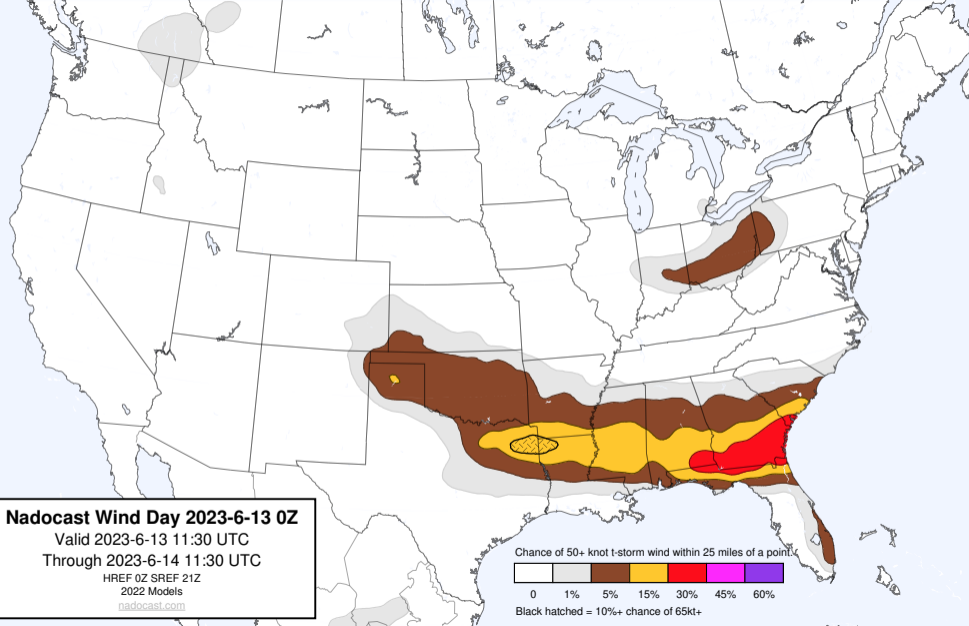 Nadocast Wind Day 2023-6-13 0Z
Valid 2023-6-13 11:30 UTC
Through 2023-6-14 11:30 UTC
HREF 0Z SREF 21Z
2022 Models
nadocast.com
Chance of 50+ knot t-storm wind within 25 miles of a point.
0 1% 5% 15% 30% 45% 60%
Black hatched = 10%+ chance of 65kt+